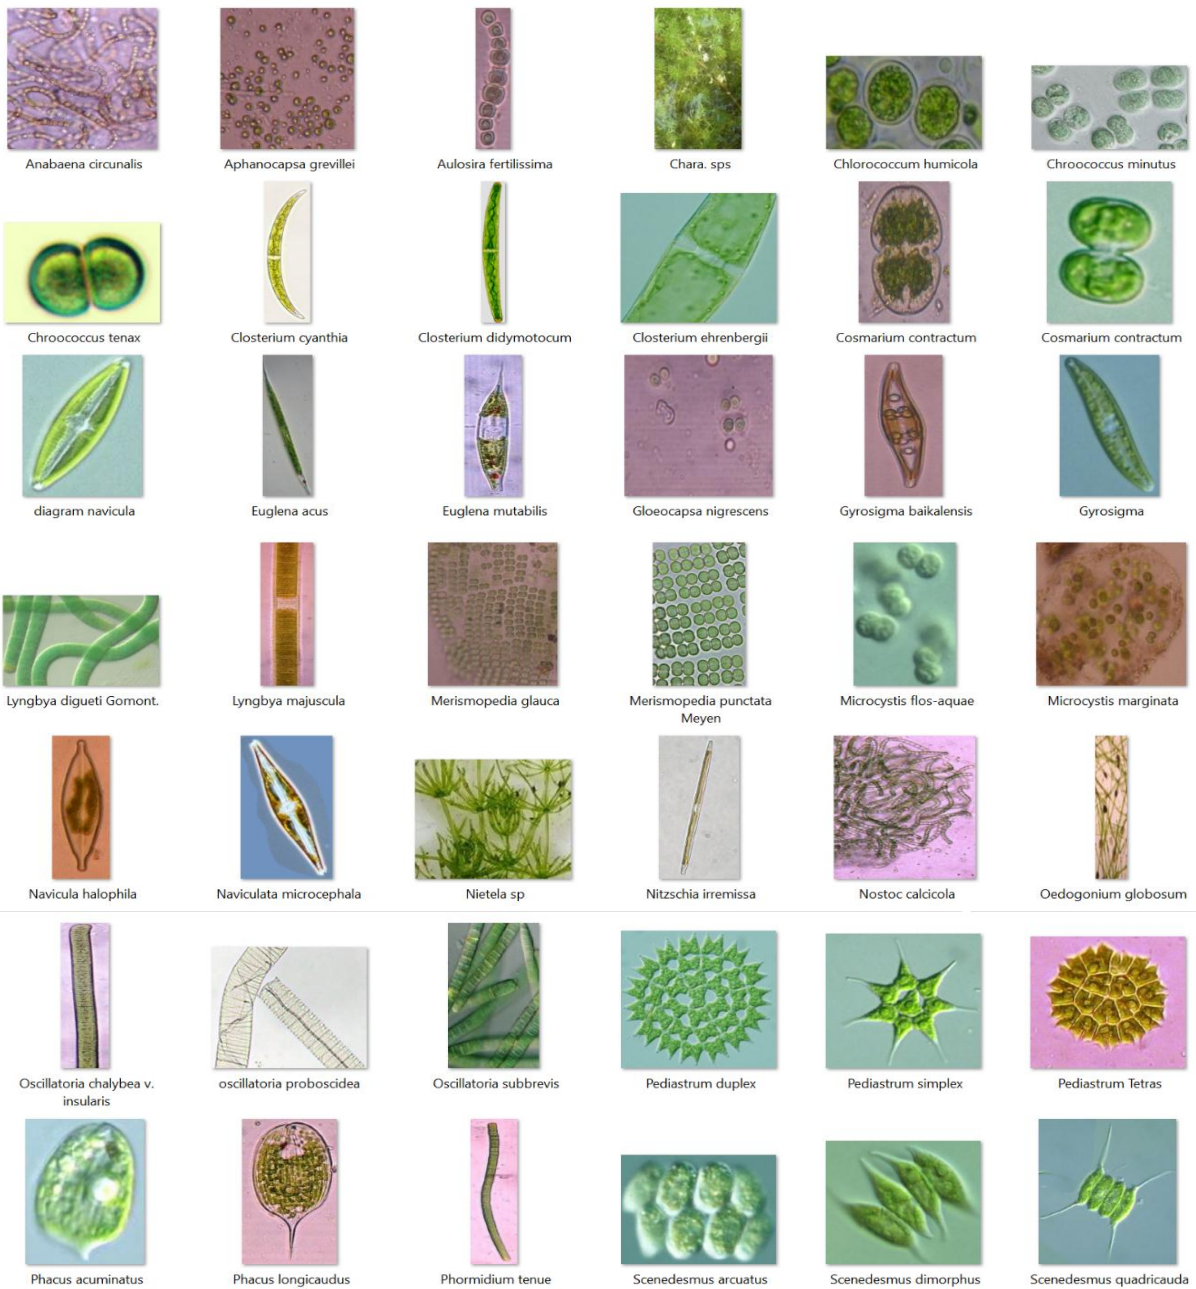 Anabaena circunalis
Aphanocapsa grevillei
Aulosira fertilissima
Chara. sps
Chlorococcum humicola
Chroococcus minutus
Chroococcus tenax
Closterium cyanthia
Closterium didymotocum
Closterium ehrenbergii
Cosmarium contractum
Cosmarium contractum
diagram navicula
Euglena acus
Euglena mutabilis
Gloeocapsa nigrescens
Gyrosigma baikalensis
Gyrosigma
Lyngbya digueti Gomont.
Lyngbya majuscula
Merismopedia glauca
Merismopedia punctata
Meyen
Microcystis flos-aquae
Microcystis marginata
Navicula halophila
Naviculata microcephala
Nietela sp
Nitzschia irremissa
Nostoc calcicola
Oedogonium globosum
Oscillatoria chalybea v.
insularis
oscillatoria proboscidea
Oscillatoria subbrevis
Pediastrum duplex
Pediastrum simplex
Pediastrum Tetras
Phacus acuminatus
Phacus longicaudus
Phormidium tenue
Scenedesmus arcuatus
Scenedesmus dimorphus
Scenedesmus quadricauda